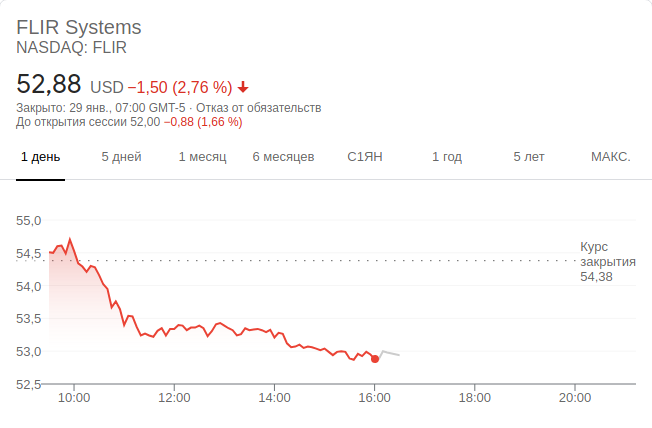 FLIR Systems
NASDAQ: FLIR
52,88 USD −1,50 (2,76 %)
Закрыто: 29 янв., 07:00 GMT-5 · Отказ от обязательств
До открытия сессии 52,00 −0,88 (1,66 %)
1 день 5 дней 1 месяц 6 месяцев С1ЯН 1 год 5 лет МАКС.
55,0
54,5
54,0
53,5
53,0
52,5
Курс
закрытия
54,38
10:00 12:00 14:00 16:00 18:00 20:00